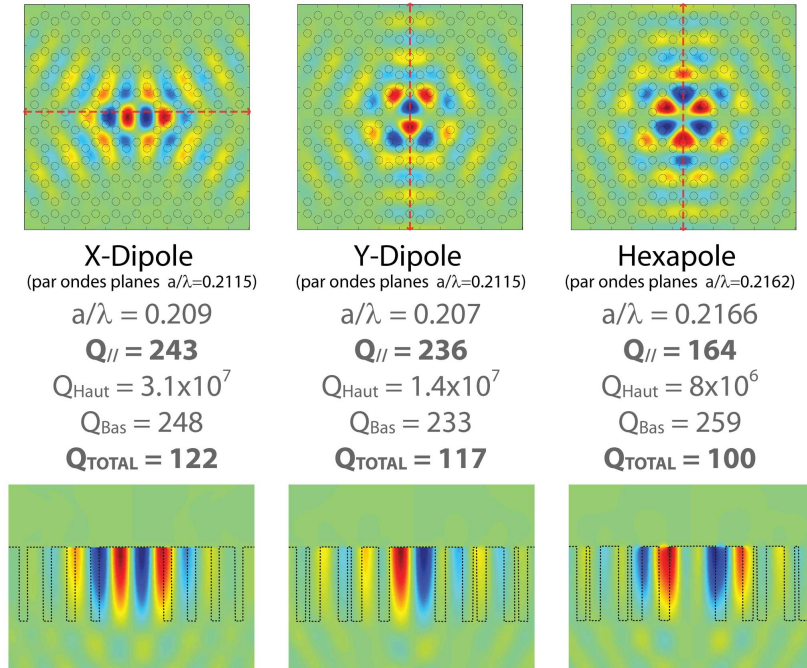 X-Dipole
(par ondes planes a/λ=0.2115)
a/λ = 0.209
Q// = 243
QHaut = 3.1x10⁷
QBas = 248
QTOTAL = 122
Y-Dipole
(par ondes planes a/λ=0.2115)
a/λ = 0.207
Q// = 236
QHaut = 1.4x10⁷
QBas = 233
QTOTAL = 117
Hexapole
(par ondes planes a/λ=0.2162)
a/λ = 0.2166
Q// = 164
QHaut = 8x10⁶
QBas = 259
QTOTAL = 100